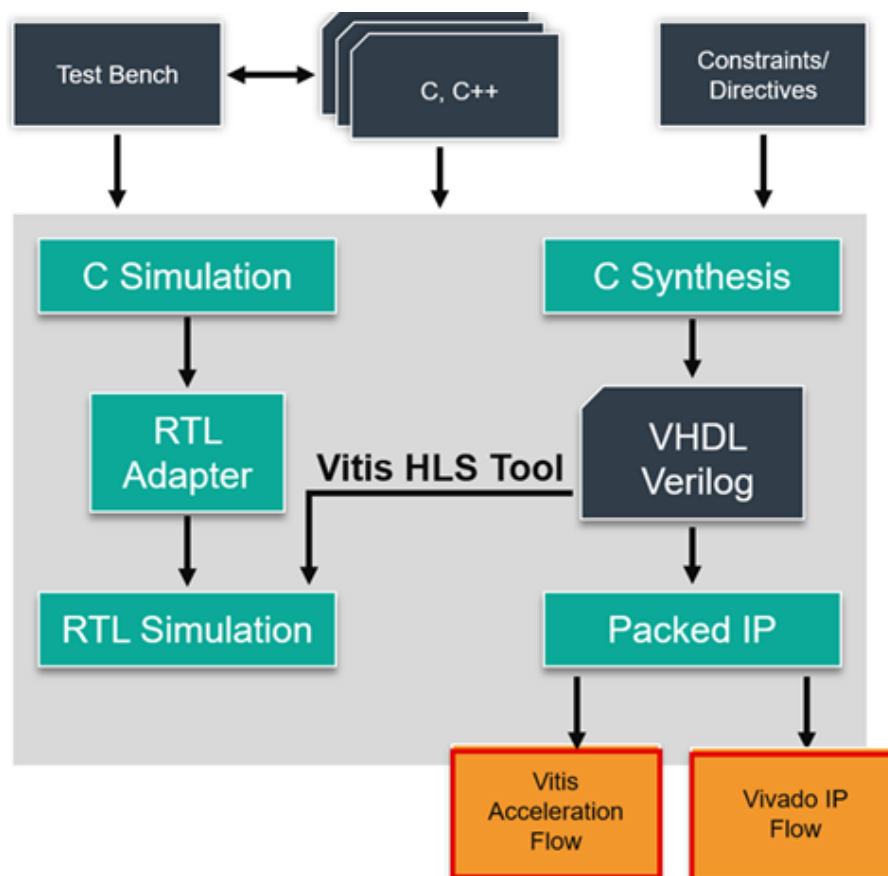 Test Bench
C, C++
Constraints/
Directives
C Simulation
C Synthesis
RTL
Adapter
Vitis HLS Tool
VHDL
Verilog
RTL Simulation
Packed IP
Vitis
Acceleration
Flow
Vivado IP
Flow